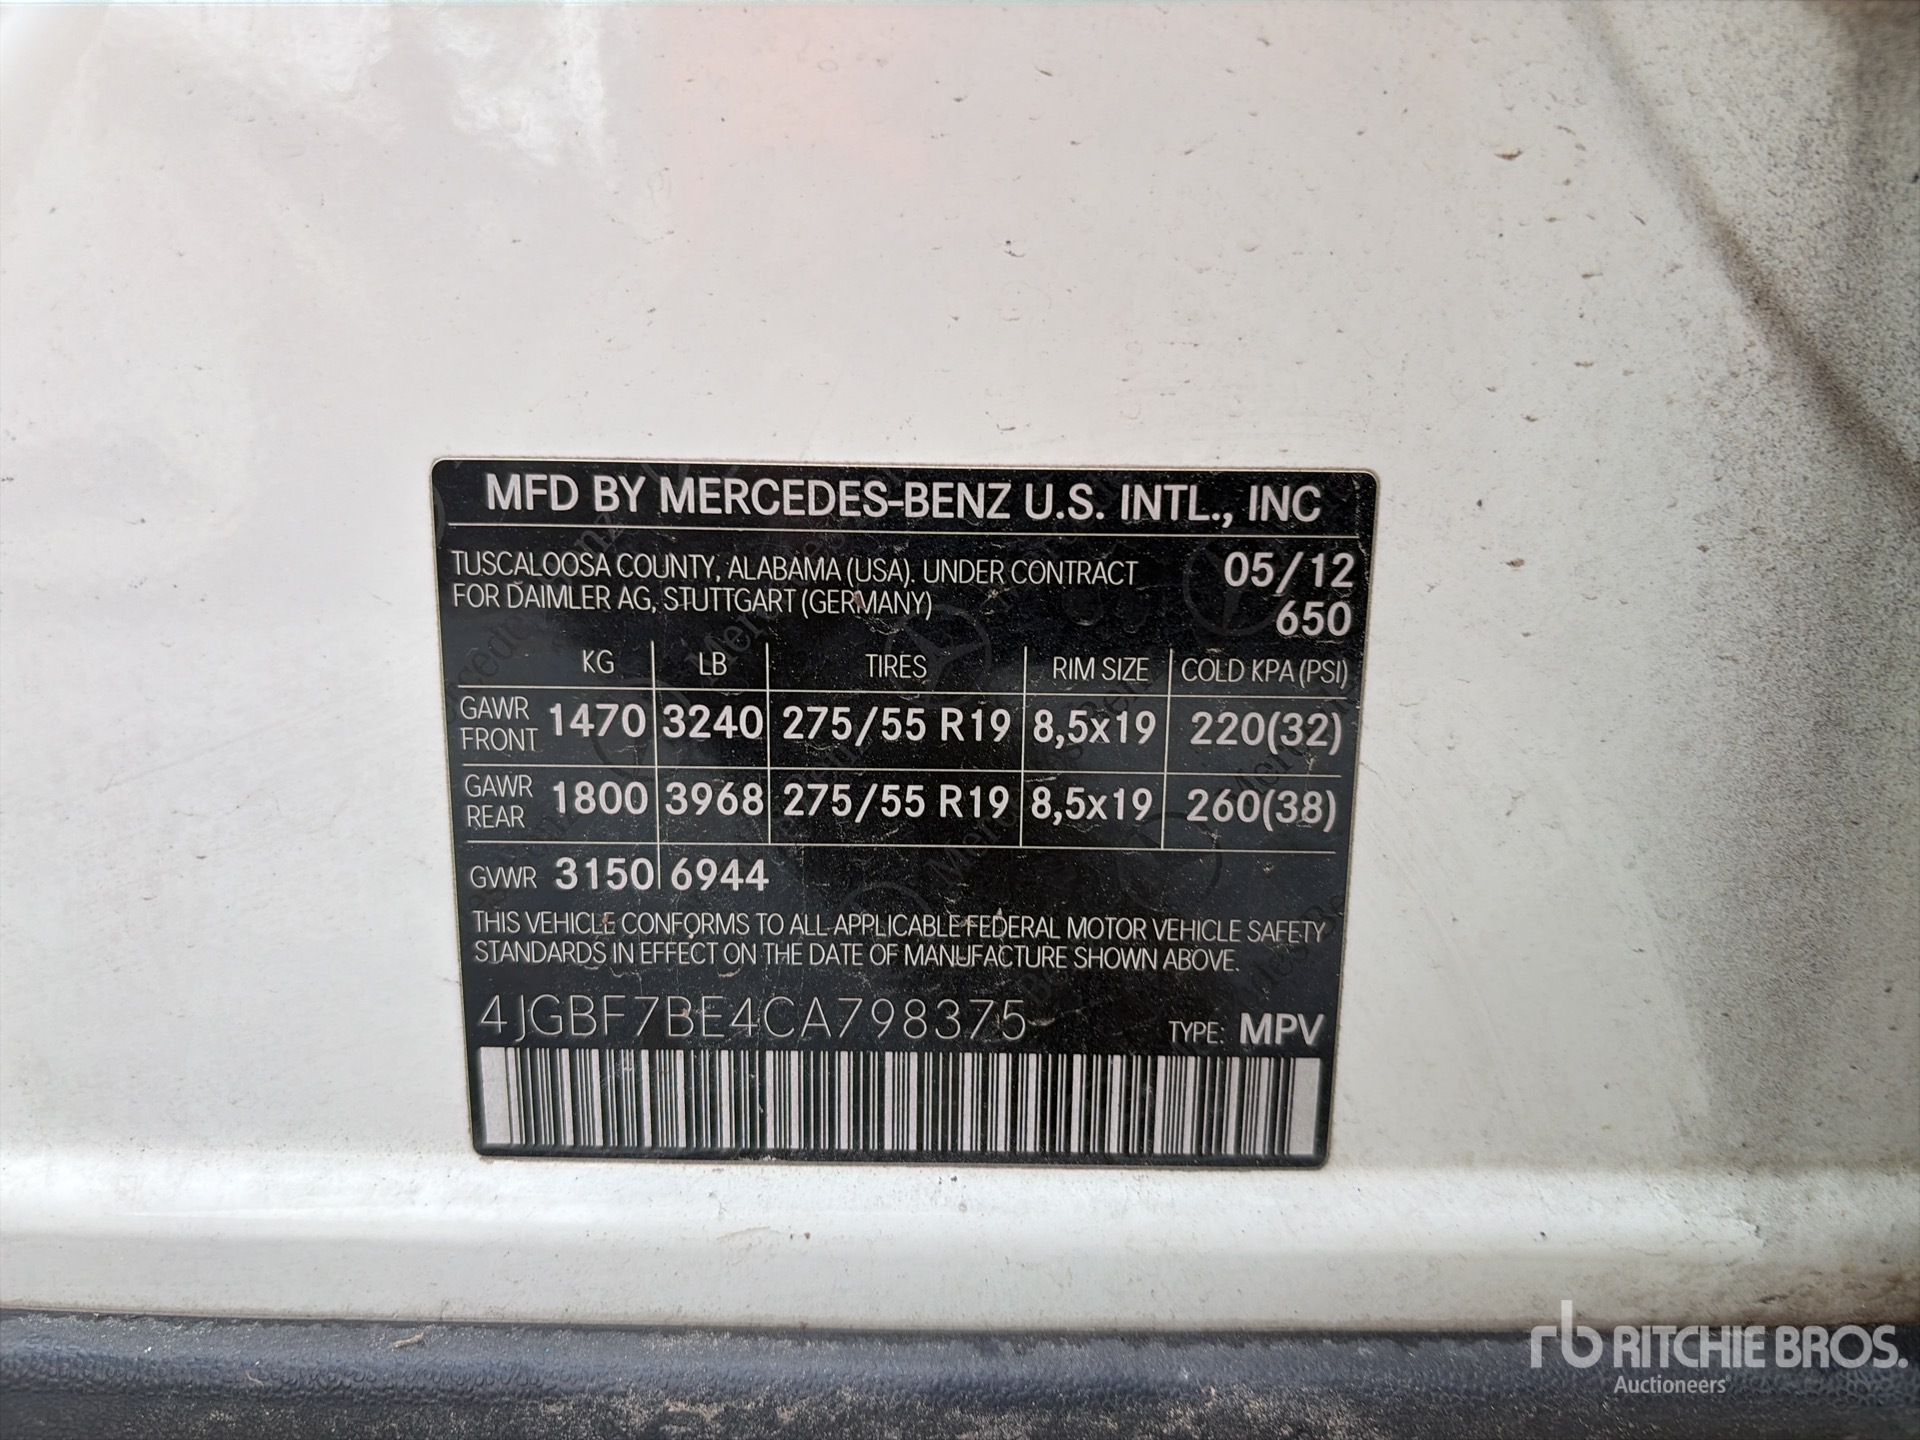 MFD BY MERCEDES-BENZ U.S. INTL., INC
TUSCALOOSA COUNTY, ALABAMA (USA). UNDER CONTRACT 05/12
FOR DAIMLER AG, STUTTGART (GERMANY) 650
KG LB TIRES RIM SIZE COLD KPA (PSI)
GAWR FRONT 1470 3240 275/55 R19 8,5x19 220(32)
GAWR REAR 1800 3968 275/55 R19 8,5x19 260(38)
GVWR 3150 6944
THIS VEHICLE CONFORMS TO ALL APPLICABLE FEDERAL MOTOR VEHICLE SAFETY
STANDARDS IN EFFECT ON THE DATE OF MANUFACTURE SHOWN ABOVE.
4JGBF7BE4CA798375 TYPE: MPV
rb RITCHIE BROS.
Auctioneers